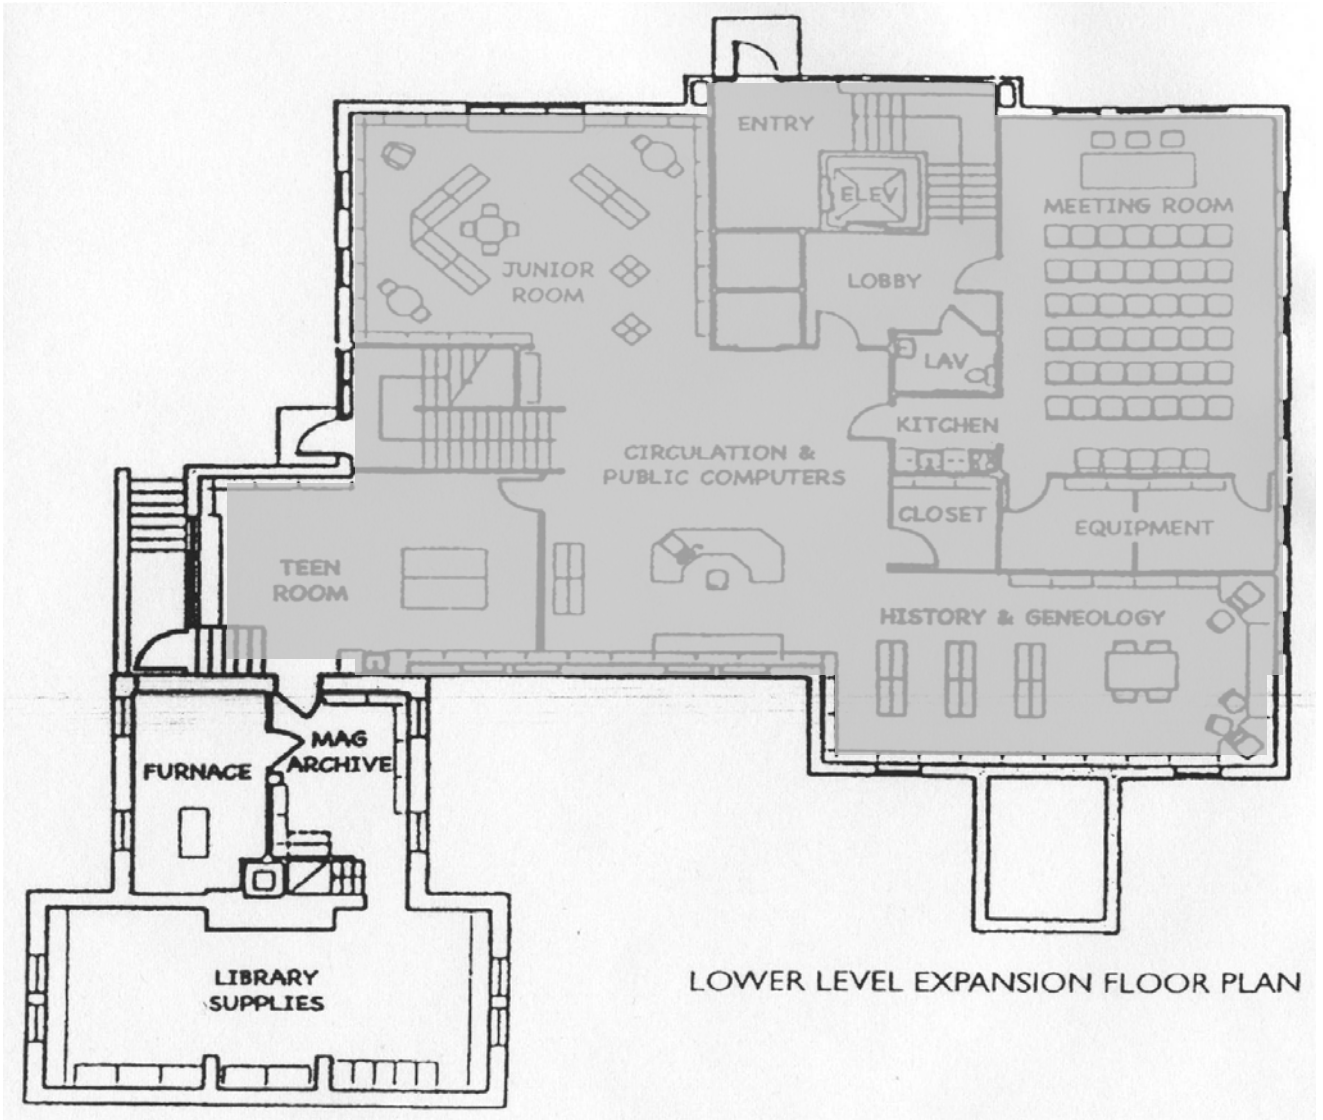 ENTRY
ELEV
MEETING ROOM
JUNIOR
ROOM
LOBBY
LAV
KITCHEN
CIRCULATION &
PUBLIC COMPUTERS
CLOSET
EQUIPMENT
TEEN
ROOM
HISTORY & GENEOLOGY
MAG
ARCHIVE
FURNACE
LIBRARY
SUPPLIES
LOWER LEVEL EXPANSION FLOOR PLAN